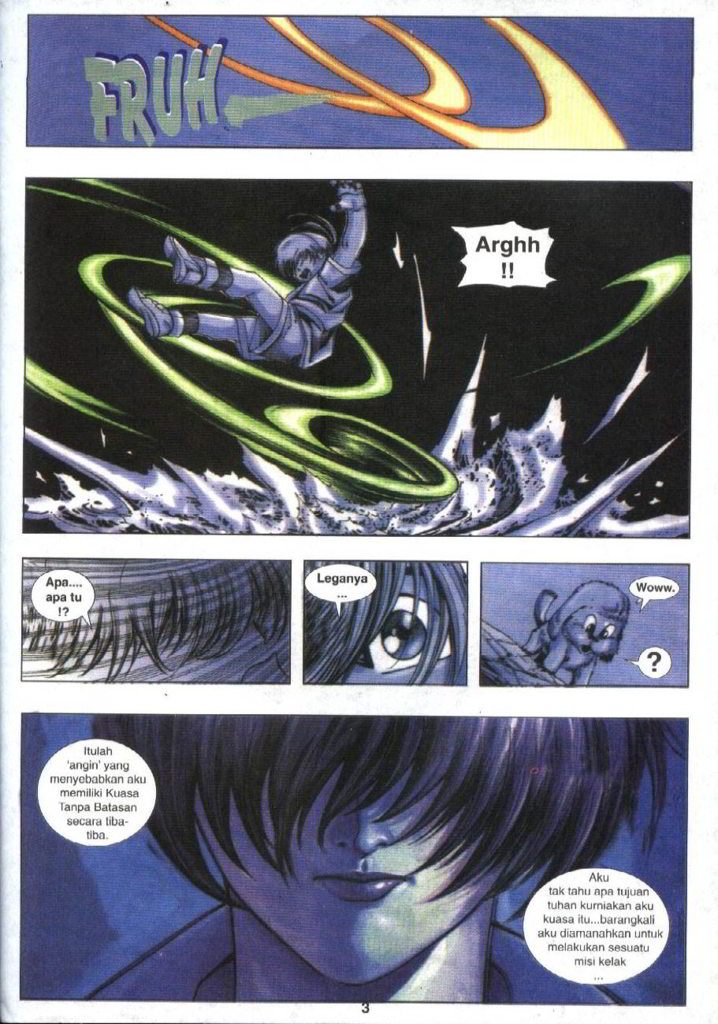 FRUH
Arghh
!!
Apa....
apa tu
!?
Leganya
...
Woww.
?
Itulah
'angin' yang
menyebabkan aku
memiliki Kuasa
Tanpa Batasan
secara tiba-
tiba.
Aku
tak tahu apa tujuan
tuhan kurniakan aku
kuasa itu...barangkali
aku diamanahkan untuk
melakukan sesuatu
misi kelak
...
3